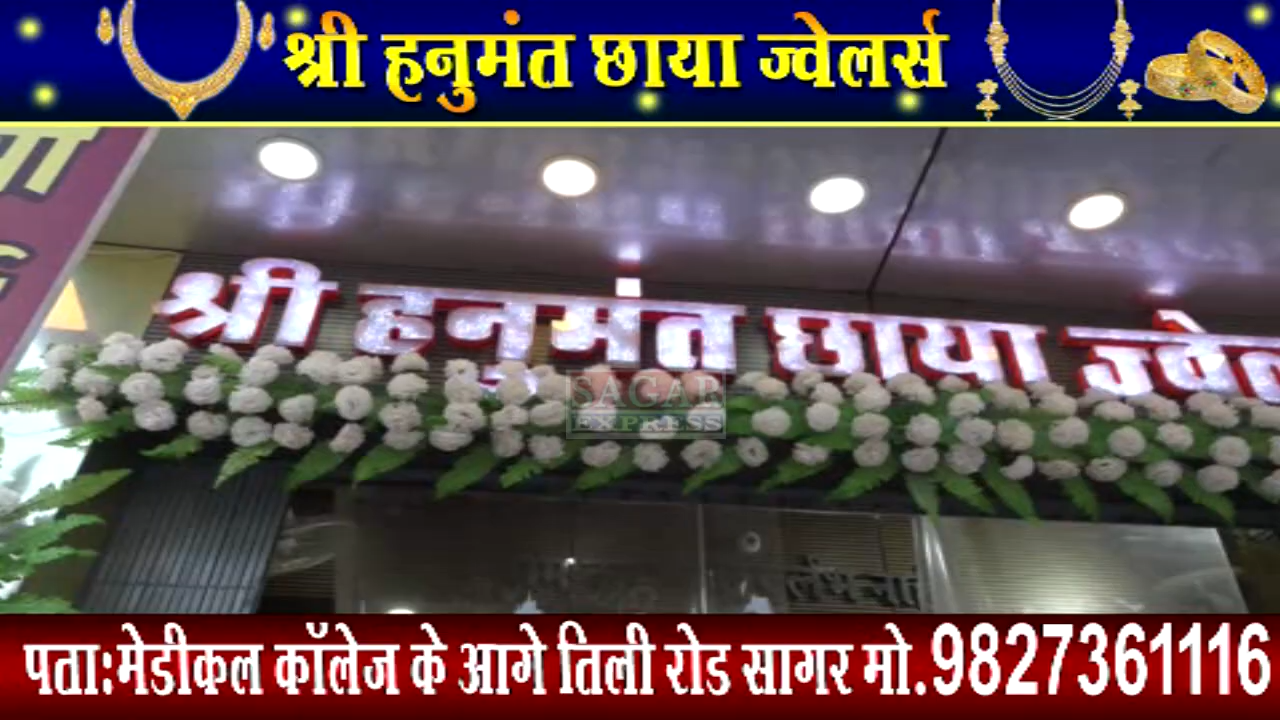 श्री हनुमंत छाया ज्वेलर्स
श्री हनुमंत छाया
SAGAR
EXPRESS
पता:मेडीकल कॉलेज के आगे तिली रोड सागर मो.9827361116